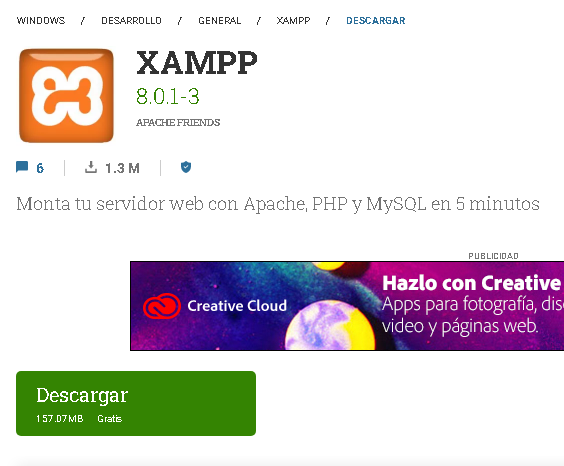 WINDOWS / DESARROLLO / GENERAL / XAMPP / DESCARGAR
XAMPP
8.0.1-3
APACHE FRIENDS
6 1.3 M
Monta tu servidor web con Apache, PHP y MySQL en 5 minutos
PUBLICIDAD
Hazlo con Creative
Creative Cloud
Apps para fotografía, dis
video y páginas web.
Descargar
157.07MB Gratis